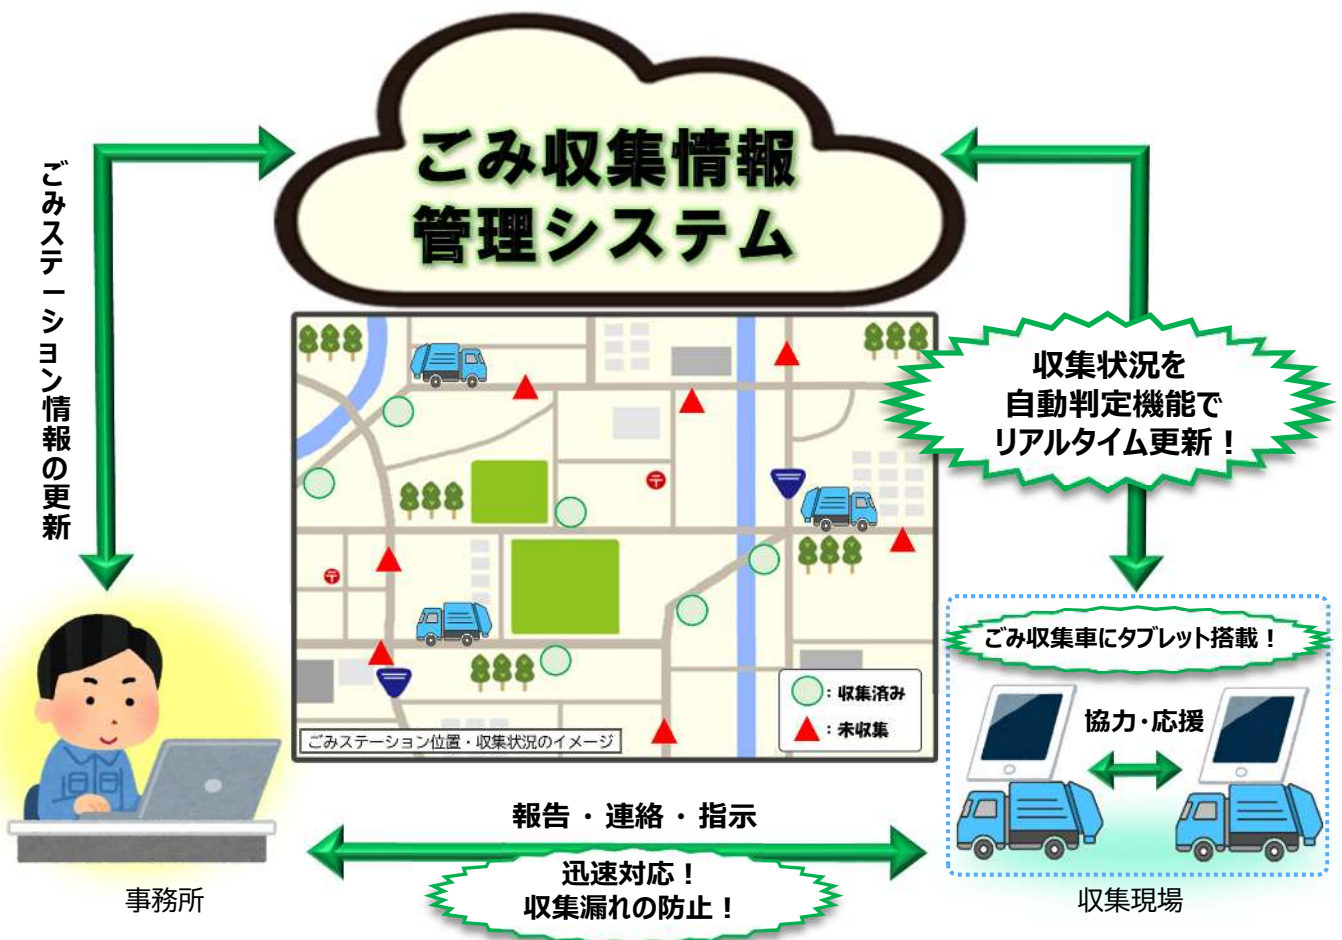 ごみ収集情報
管理システム
ごみステーション情報の更新
収集状況を
自動判定機能で
リアルタイム更新！
〒
〒
：収集済み
：未収集
ごみステーション位置・収集状況のイメージ
ごみ収集車にタブレット搭載！
協力・応援
報告・連絡・指示
迅速対応！
収集漏れの防止！
事務所
収集現場